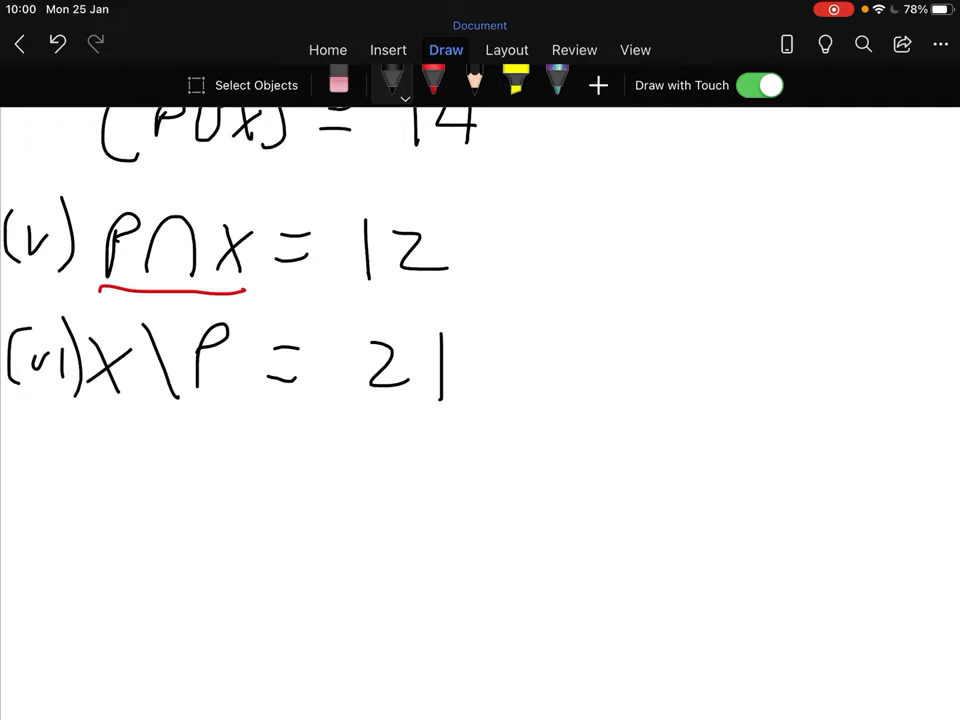 10:00 Mon 25 Jan 78%
Document
Home Insert Draw Layout Review View
Select Objects Draw with Touch
(P∪X) = 14
(v) P∩X = 12
(vi) X\P = 21